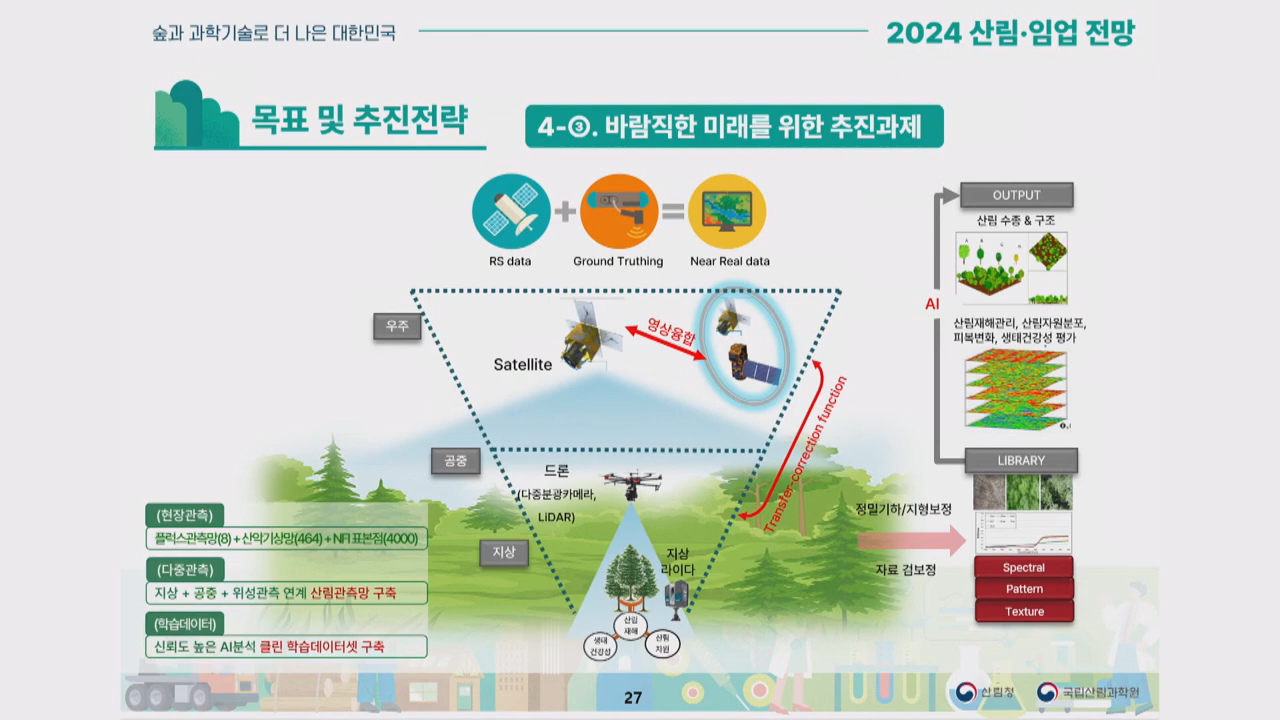 숲과 과학기술로 더 나은 대한민국
2024 산림·임업 전망
목표 및 추진전략
4-③. 바람직한 미래를 위한 추진과제
RS data
Ground Truthing
Near Real data
우주
Satellite
영상융합
Transfer-correction function
공중
드론
(다중분광카메라,
LiDAR)
지상
지상
라이다
산림
재해
생태
건강성
산림
자원
(현장관측)
플럭스관측망(8) + 산악기상망(464) + NFI 표본점(4000)
(다중관측)
지상 + 공중 + 위성관측 연계 산림관측망 구축
(학습데이터)
신뢰도 높은 AI분석 클린 학습데이터셋 구축
정밀기하/지형보정
자료 검보정
OUTPUT
산림 수종 & 구조
AI
산림재해관리, 산림자원분포,
피복변화, 생태건강성 평가
LIBRARY
Spectral
Pattern
Texture
27
산림청
국립산림과학원